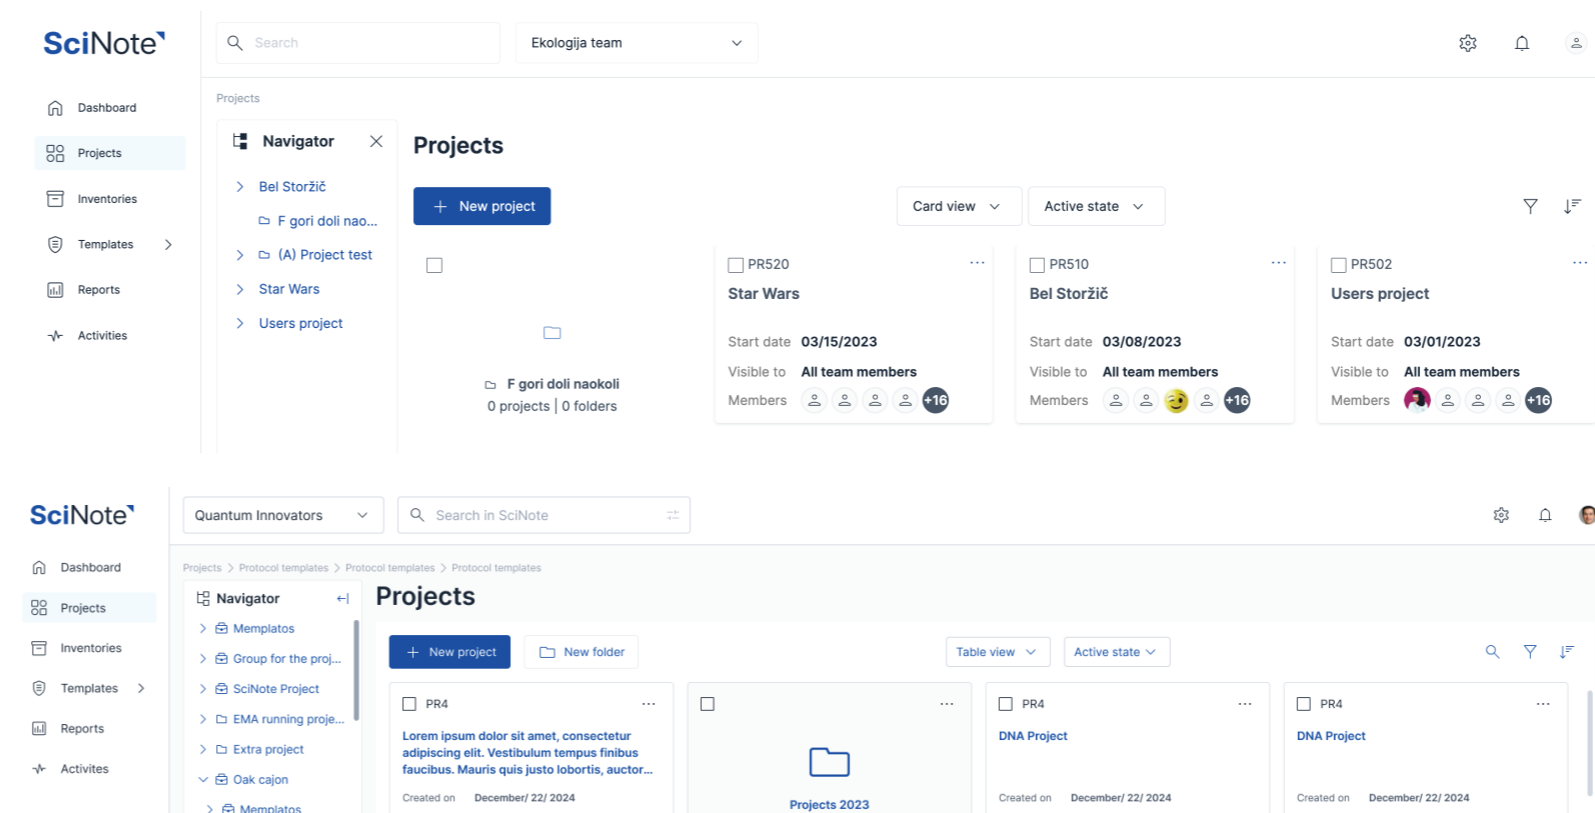 SciNote
Search
Ekologija team
Dashboard
Projects
Inventories
Templates
Reports
Activities
Projects
Navigator
Bel Storžič
F gori doli nao...
(A) Project test
Star Wars
Users project
Projects
+ New project
Card view
Active state
F gori doli naokoli
0 projects | 0 folders
PR520
Star Wars
Start date 03/15/2023
Visible to All team members
Members +16
PR510
Bel Storžič
Start date 03/08/2023
Visible to All team members
Members +16
PR502
Users project
Start date 03/01/2023
Visible to All team members
Members +16
SciNote
Quantum Innovators
Search in SciNote
Dashboard
Projects
Inventories
Templates
Reports
Activites
Projects > Protocol templates > Protocol templates > Protocol templates
Navigator
Memplatos
Group for the proj...
SciNote Project
EMA running proje...
Extra project
Oak cajon
Memplatos
Projects
+ New project
New folder
Table view
Active state
PR4
Lorem ipsum dolor sit amet, consectetur
adipiscing elit. Vestibulum tempus finibus
faucibus. Mauris quis justo lobortis, auctor...
Created on December/ 22/ 2024
Projects 2023
PR4
DNA Project
Created on December/ 22/ 2024
PR4
DNA Project
Created on December/ 22/ 2024